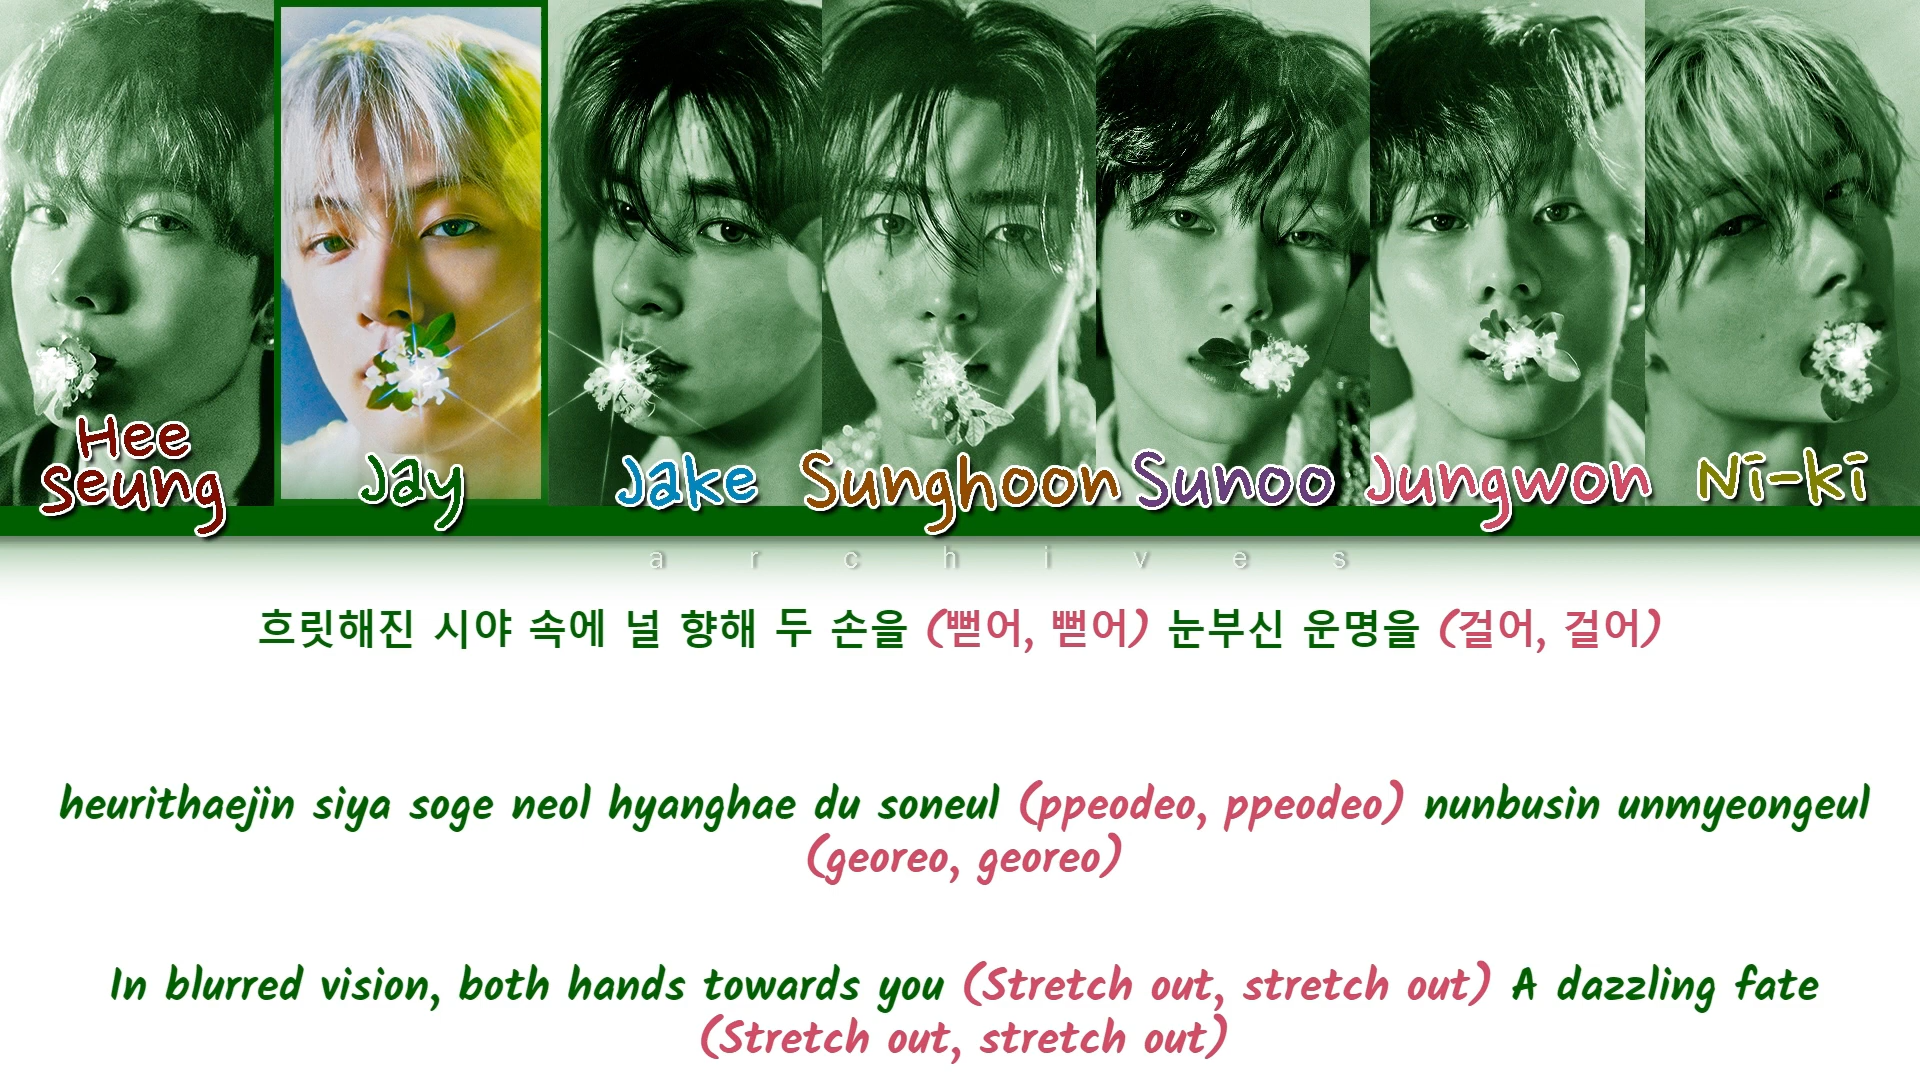 Hee
Seung
Jay
Jake
Sunghoon
Sunoo
Jungwon
Ni-ki
archives
흐릿해진 시야 속에 널 향해 두 손을 (뻗어, 뻗어) 눈부신 운명을 (걸어, 걸어)
heurithaejin siya soge neol hyanghae du soneul (ppeodeo, ppeodeo) nunbusin unmyeongeul
(georeo, georeo)
In blurred vision, both hands towards you (Stretch out, stretch out) A dazzling fate
(Stretch out, stretch out)